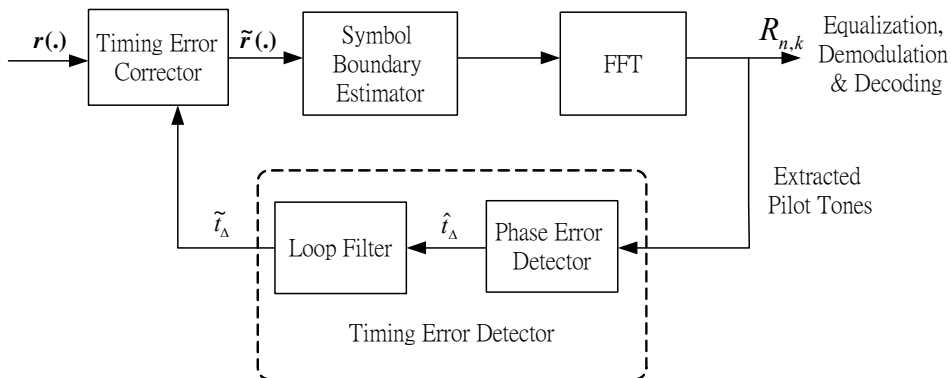 r(.)
Timing Error
Corrector
r̃(.)
Symbol
Boundary
Estimator
FFT
R_{n,k}
Equalization,
Demodulation
& Decoding
Extracted
Pilot Tones
t̃_Δ
Loop Filter
t̂_Δ
Phase Error
Detector
Timing Error Detector